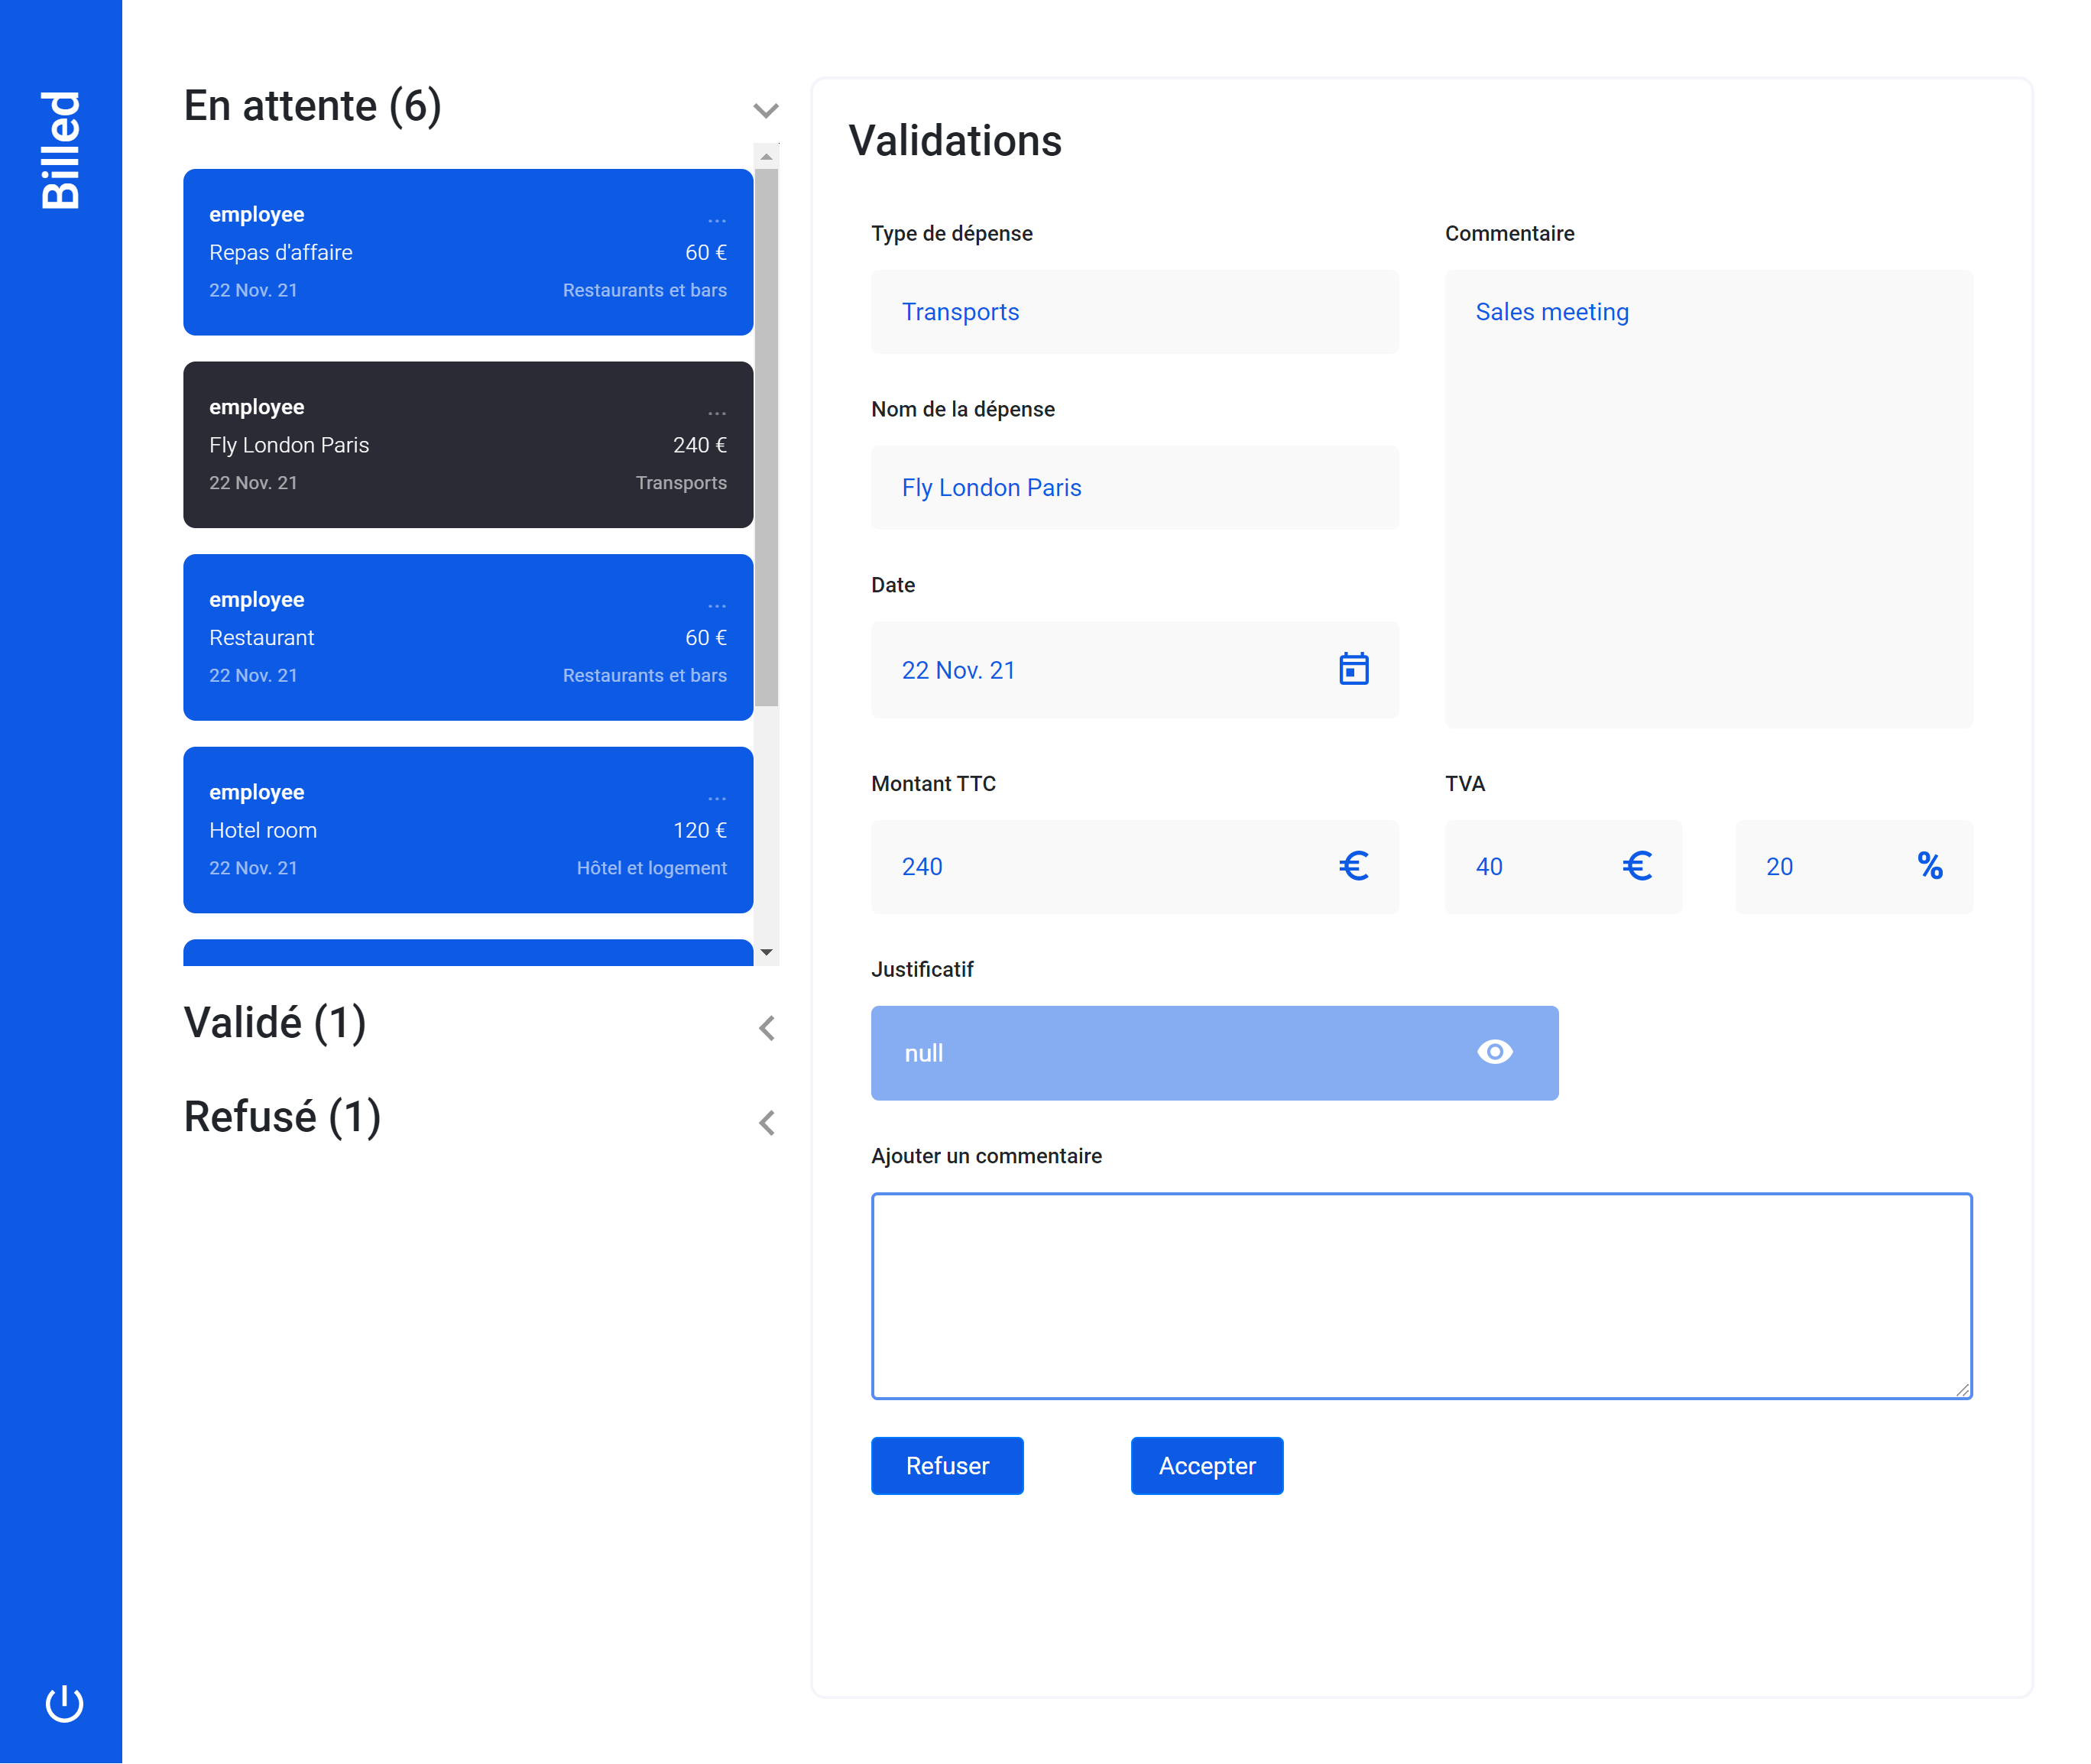 Billed
En attente (6)
employee ...
Repas d'affaire 60 €
22 Nov. 21 Restaurants et bars
employee ...
Fly London Paris 240 €
22 Nov. 21 Transports
employee ...
Restaurant 60 €
22 Nov. 21 Restaurants et bars
employee ...
Hotel room 120 €
22 Nov. 21 Hôtel et logement
Validé (1)
Refusé (1)
Validations
Type de dépense
Transports
Nom de la dépense
Fly London Paris
Date
22 Nov. 21
Commentaire
Sales meeting
Montant TTC
240 €
TVA
40 €
20 %
Justificatif
null
Ajouter un commentaire
Refuser
Accepter